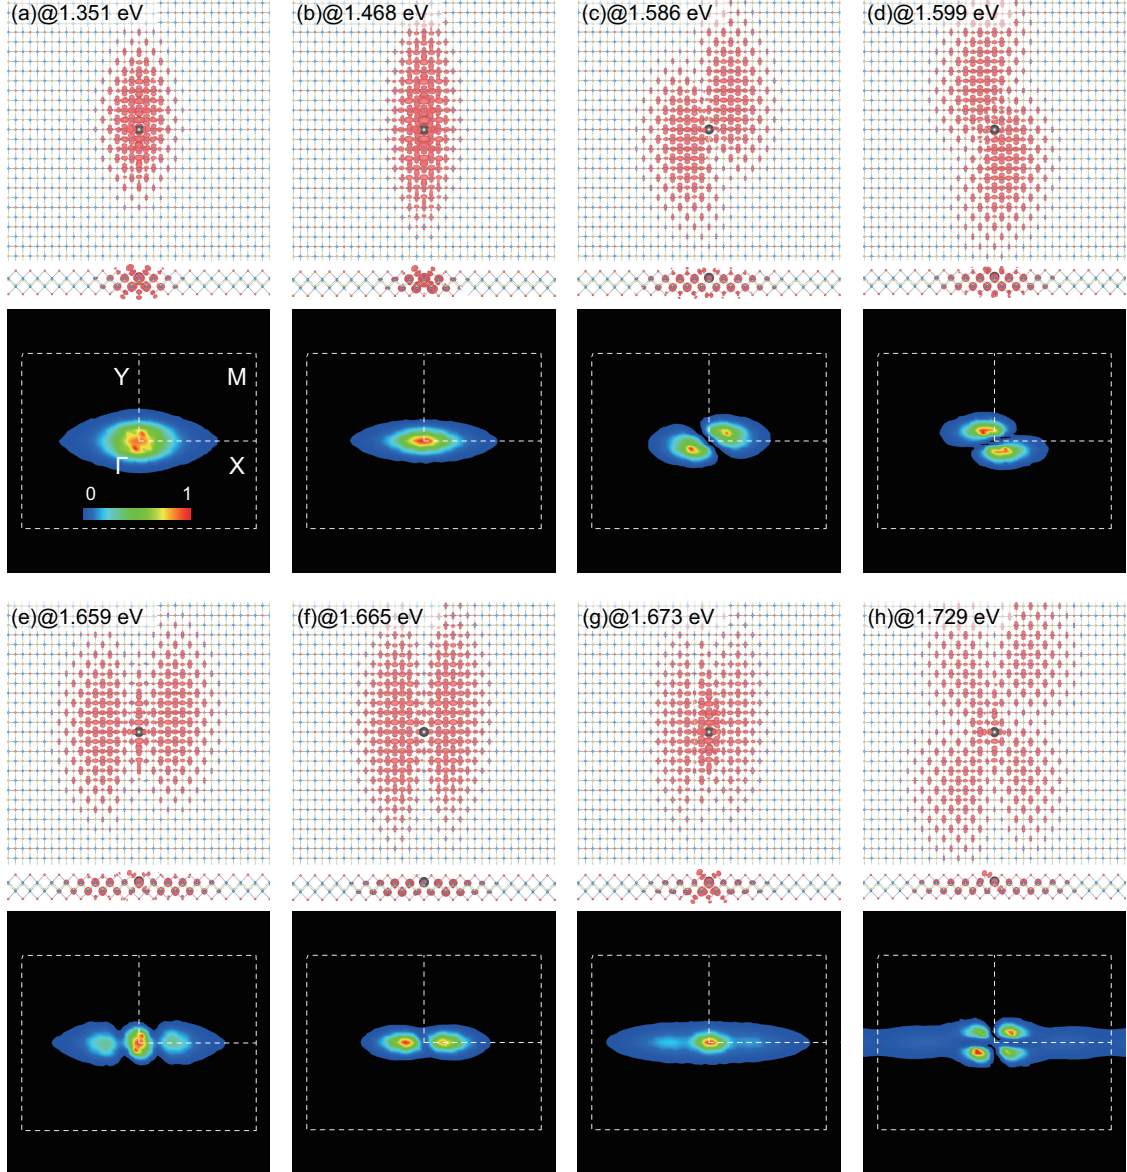 (a)@1.351 eV
(b)@1.468 eV
(c)@1.586 eV
(d)@1.599 eV
Y
M
Γ
X
0
1
(e)@1.659 eV
(f)@1.665 eV
(g)@1.673 eV
(h)@1.729 eV